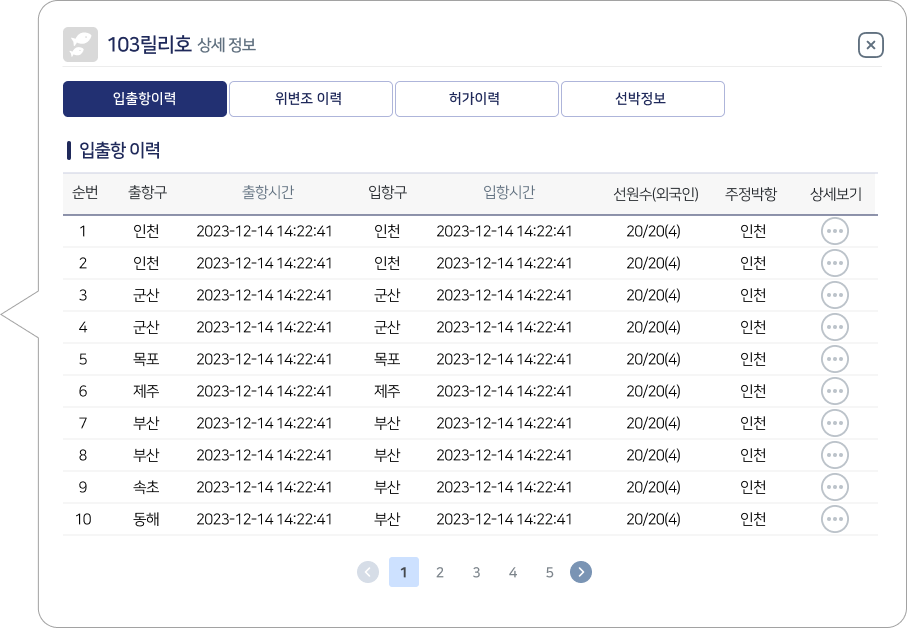 103릴리호 상세 정보
입출항이력 위변조 이력 허가이력 선박정보
입출항 이력
순번 출항구 출항시간 입항구 입항시간 선원수(외국인) 주정박항 상세보기
1 인천 2023-12-14 14:22:41 인천 2023-12-14 14:22:41 20/20(4) 인천
2 인천 2023-12-14 14:22:41 인천 2023-12-14 14:22:41 20/20(4) 인천
3 군산 2023-12-14 14:22:41 군산 2023-12-14 14:22:41 20/20(4) 인천
4 군산 2023-12-14 14:22:41 군산 2023-12-14 14:22:41 20/20(4) 인천
5 목포 2023-12-14 14:22:41 목포 2023-12-14 14:22:41 20/20(4) 인천
6 제주 2023-12-14 14:22:41 제주 2023-12-14 14:22:41 20/20(4) 인천
7 부산 2023-12-14 14:22:41 부산 2023-12-14 14:22:41 20/20(4) 인천
8 부산 2023-12-14 14:22:41 부산 2023-12-14 14:22:41 20/20(4) 인천
9 속초 2023-12-14 14:22:41 부산 2023-12-14 14:22:41 20/20(4) 인천
10 동해 2023-12-14 14:22:41 부산 2023-12-14 14:22:41 20/20(4) 인천
1 2 3 4 5